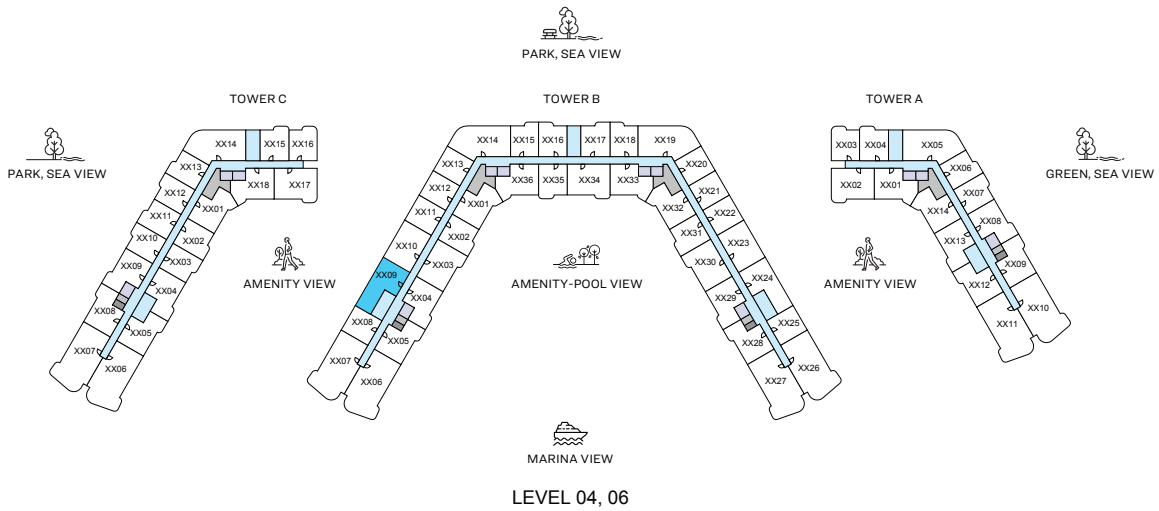 PARK, SEA VIEW
TOWER C
TOWER B
TOWER A
PARK, SEA VIEW
GREEN, SEA VIEW
XX14
XX15
XX16
XX13
XX12
XX11
XX10
XX09
XX08
XX07
XX06
XX05
XX04
XX03
XX02
XX01
XX18
XX17
AMENITY VIEW
XX14
XX15
XX16
XX17
XX18
XX19
XX13
XX12
XX11
XX10
XX09
XX08
XX07
XX06
XX05
XX04
XX03
XX02
XX01
XX36
XX35
XX34
XX33
XX32
XX31
XX30
XX29
XX28
XX27
XX26
XX25
XX24
XX23
XX22
XX21
XX20
AMENITY-POOL VIEW
AMENITY VIEW
XX03
XX04
XX05
XX02
XX01
XX06
XX07
XX08
XX09
XX10
XX11
XX12
XX13
XX14
MARINA VIEW
LEVEL 04, 06